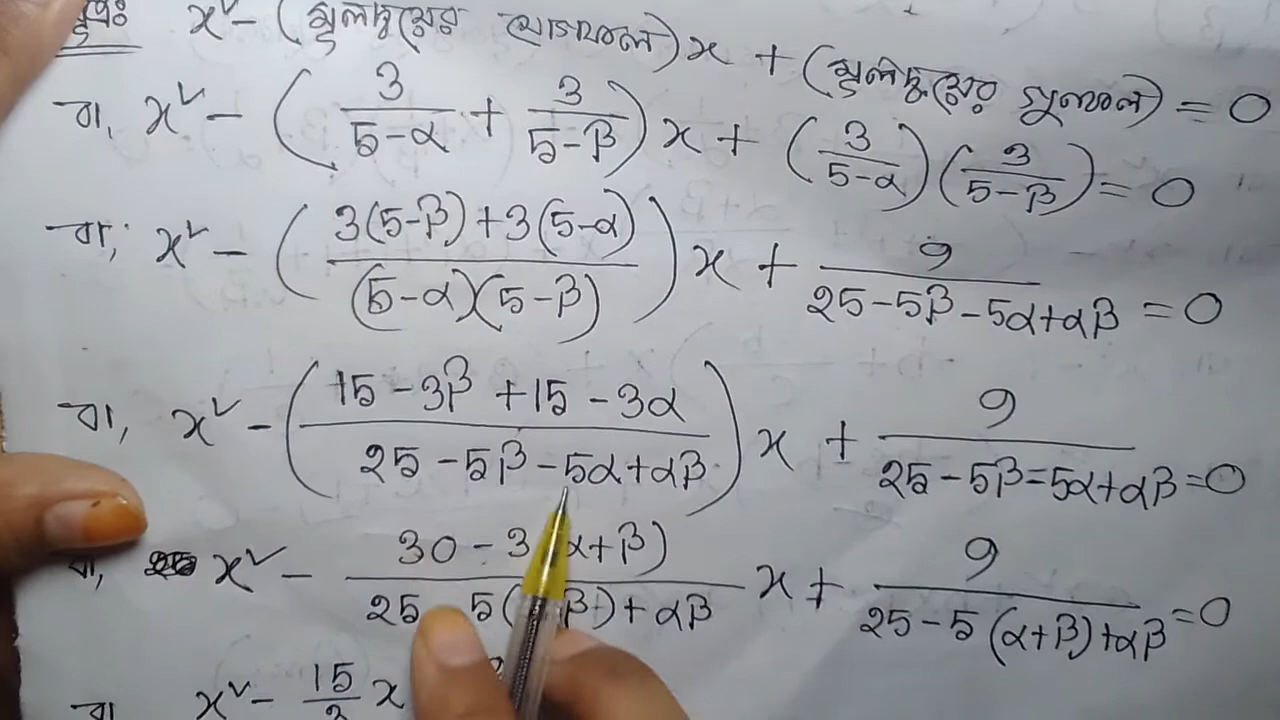 সূত্রঃ x² - (মূলদ্বয়ের যোগফল)x + (মূলদ্বয়ের গুণফল) = 0
বা, x² - (3/(5-α) + 3/(5-β))x + (3/(5-α))(3/(5-β)) = 0
বা, x² - ((3(5-β)+3(5-α))/((5-α)(5-β)))x + 9/(25-5β-5α+αβ) = 0
বা, x² - ((15-3β+15-3α)/(25-5β-5α+αβ))x + 9/(25-5β-5α+αβ) = 0
বা, x² - (30-3 α+β))/(25 5( β)+αβ) x + 9/(25-5(α+β)+αβ) = 0
বা x² - 15/ x